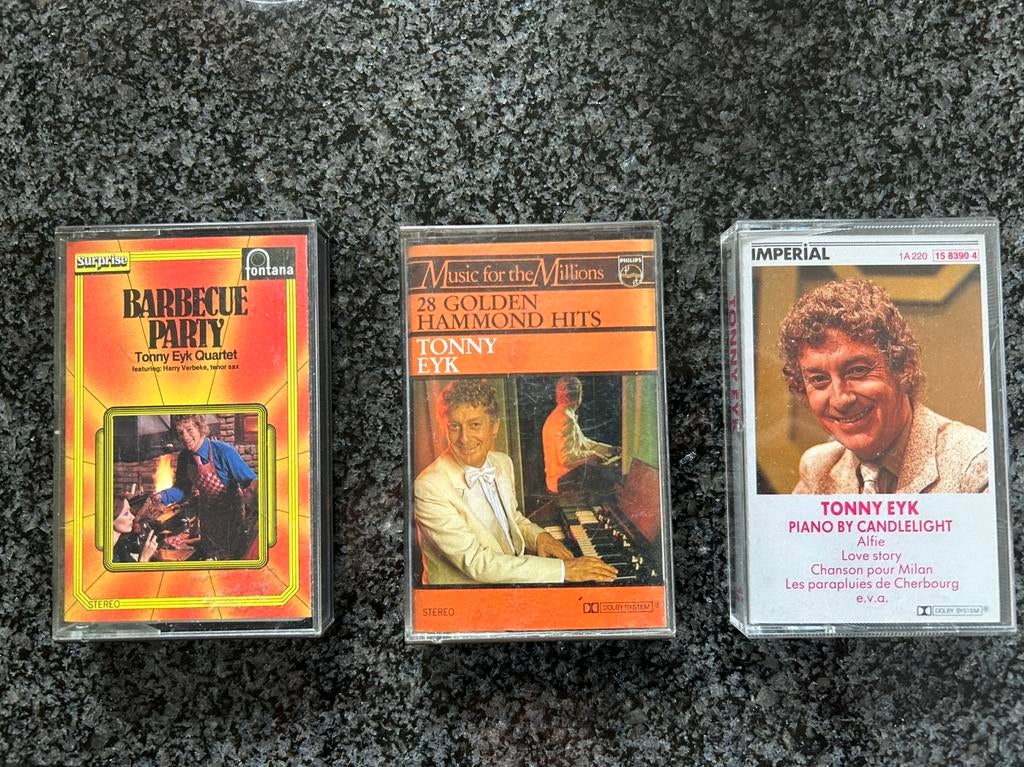 Surprise
fontana
BARBECUE
PARTY
Tonny Eyk Quartet
featuring: Harry Verbeke, tenor sax
STEREO
Music for the Millions
PHILIPS
28 GOLDEN
HAMMOND HITS
TONNY
EYK
STEREO
DOLBY SYSTEM®
IMPERIAL
1A 220 15 8390 4
TONNY EYK
TONNY EYK
PIANO BY CANDLELIGHT
Alfie
Love story
Chanson pour Milan
Les parapluies de Cherbourg
e.v.a.
DOLBY SYSTEM®